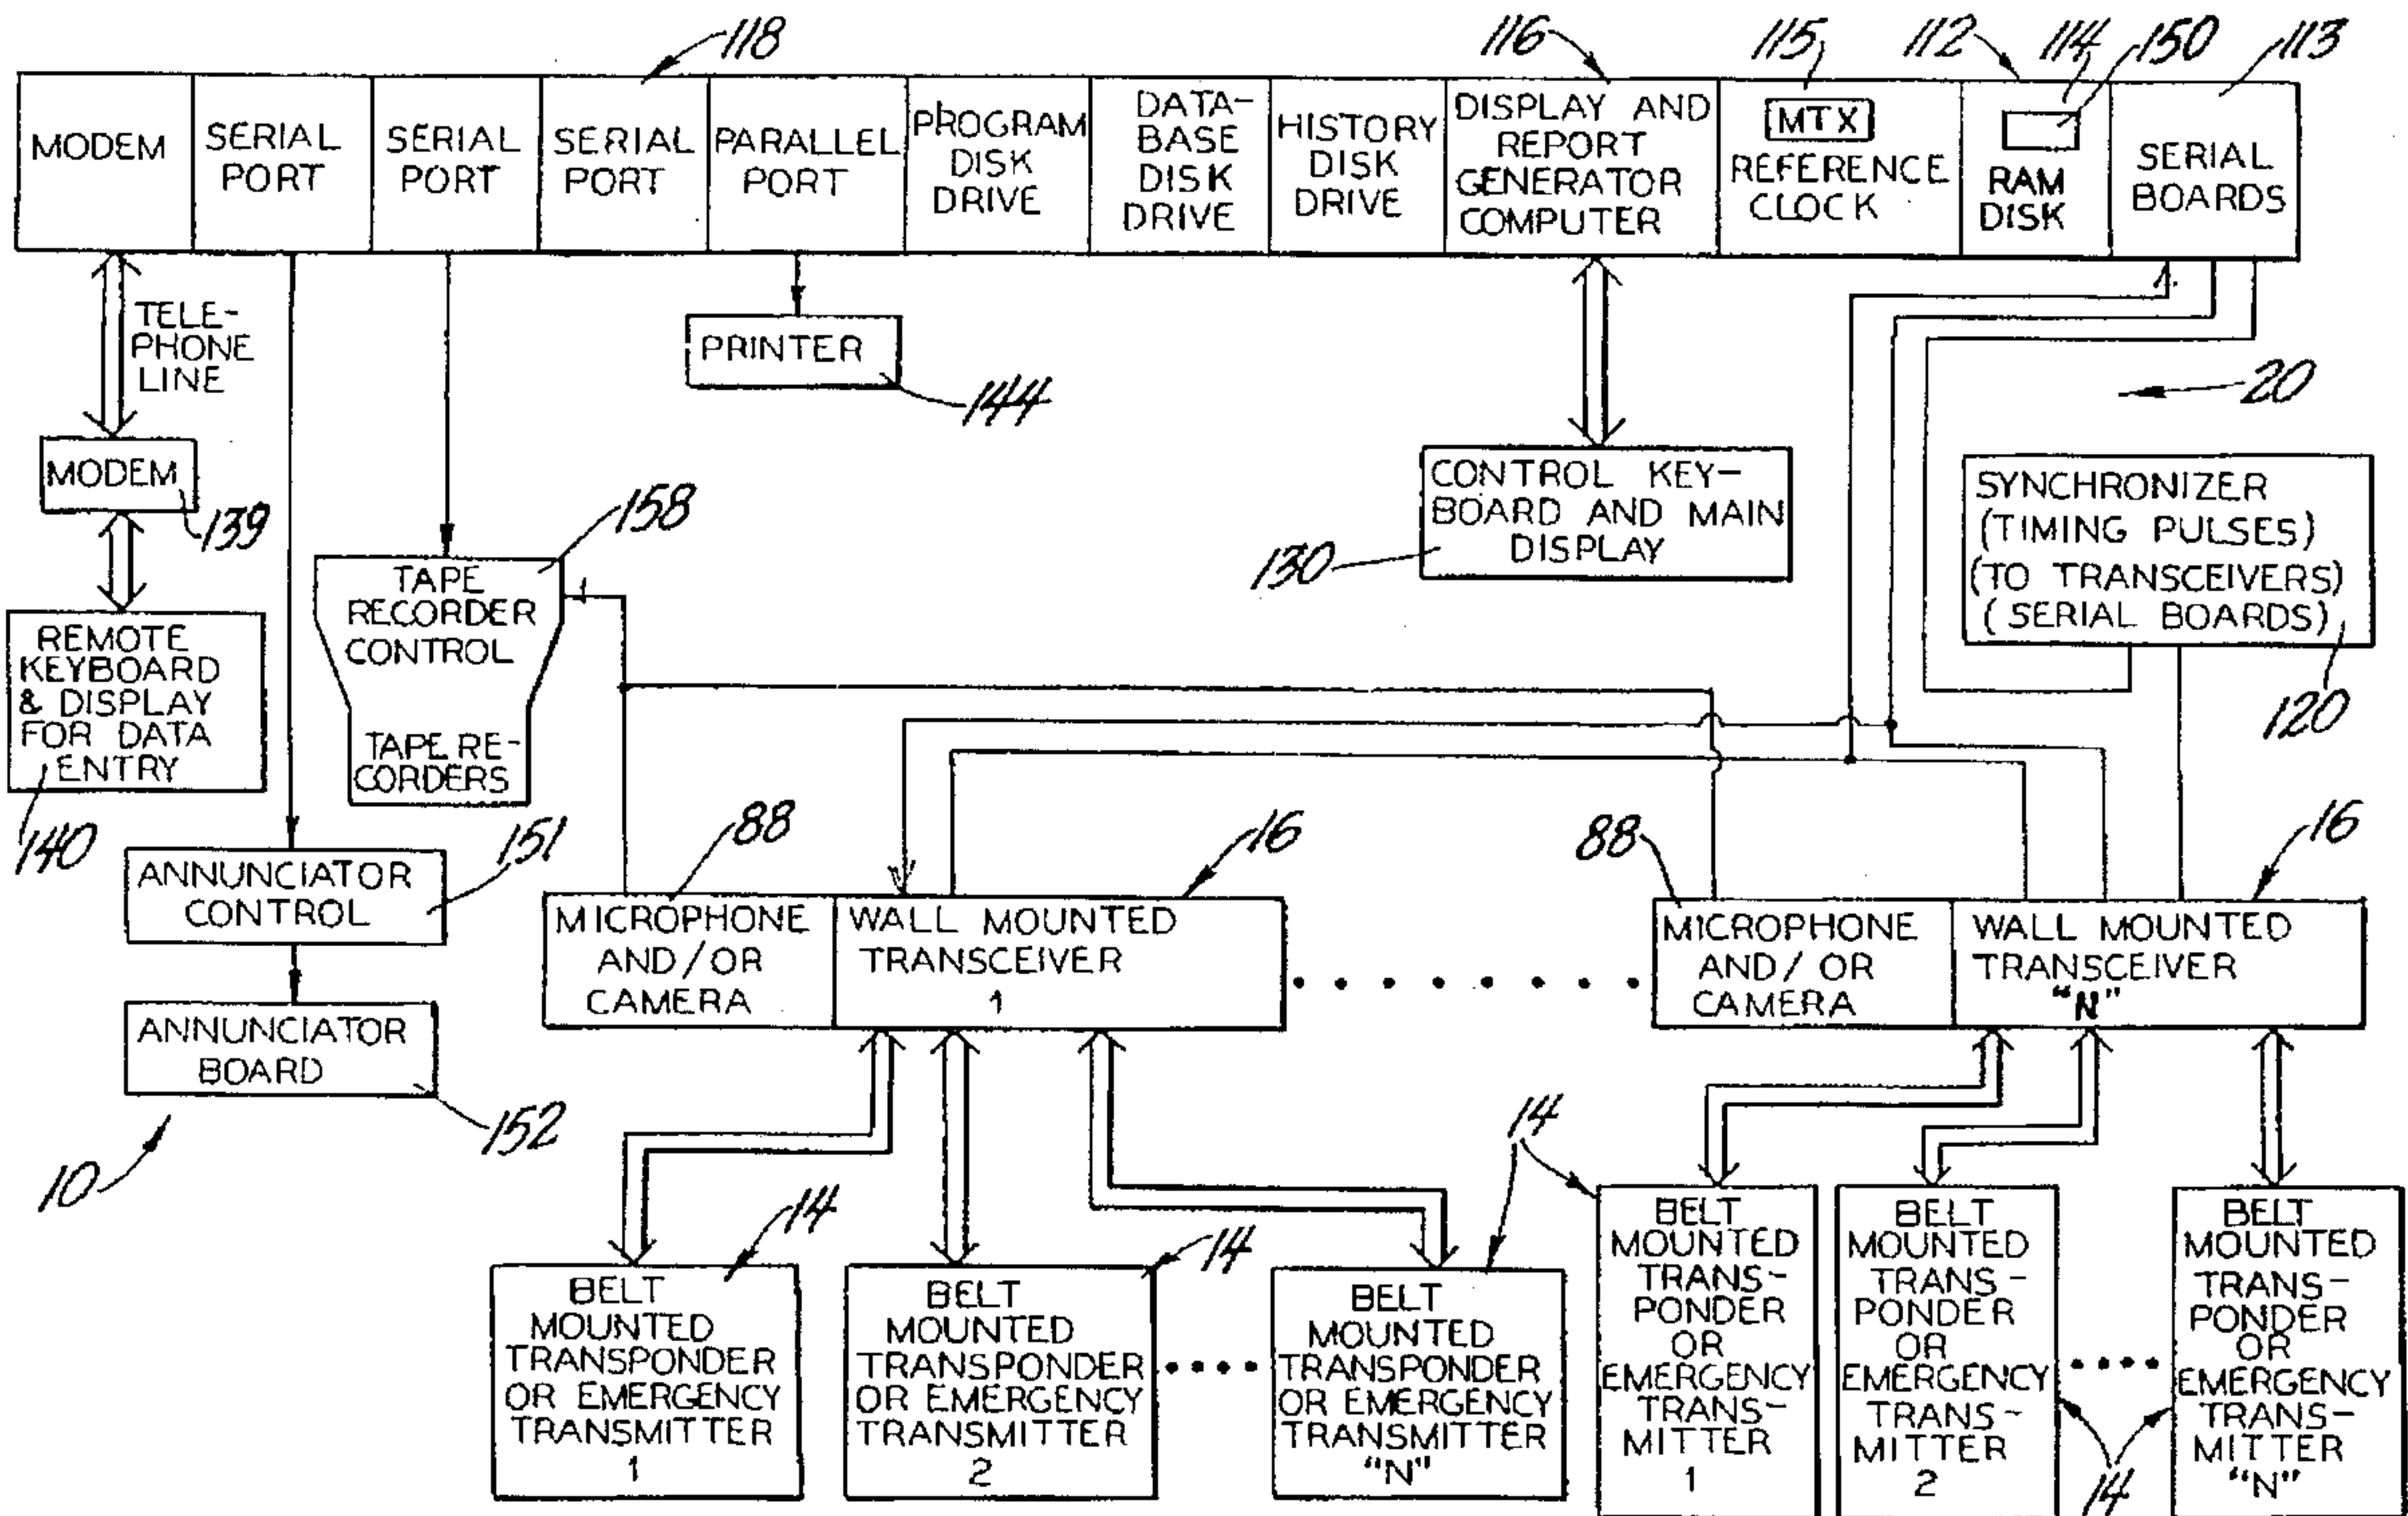 118
116
115
112
114
150
113
MODEM
SERIAL
PORT
SERIAL
PORT
SERIAL
PORT
PARALLEL
PORT
PROGRAM
DISK
DRIVE
DATA-
BASE
DISK
DRIVE
HISTORY
DISK
DRIVE
DISPLAY AND
REPORT
GENERATOR
COMPUTER
MTX
REFERENCE
CLOCK
RAM
DISK
SERIAL
BOARDS
TELE-
PHONE
LINE
PRINTER
144
20
MODEM
139
158
CONTROL KEY-
BOARD AND MAIN
DISPLAY
130
SYNCHRONIZER
(TIMING PULSES)
(TO TRANSCEIVERS)
(SERIAL BOARDS)
120
TAPE
RECORDER
CONTROL
TAPE RE-
CORDERS
REMOTE
KEYBOARD
& DISPLAY
FOR DATA
ENTRY
140
151
ANNUNCIATOR
CONTROL
ANNUNCIATOR
BOARD
152
10
88
16
MICROPHONE
AND/OR
CAMERA
WALL MOUNTED
TRANSCEIVER
1
88
16
MICROPHONE
AND/OR
CAMERA
WALL MOUNTED
TRANSCEIVER
"N"
14
BELT
MOUNTED
TRANSPONDER
OR EMERGENCY
TRANSMITTER
1
14
BELT
MOUNTED
TRANSPONDER
OR EMERGENCY
TRANSMITTER
2
14
BELT
MOUNTED
TRANSPONDER
OR EMERGENCY
TRANSMITTER
"N"
BELT
MOUNTED
TRANS-
PONDER
OR
EMERGENCY
TRANS-
MITTER
1
BELT
MOUNTED
TRANS-
PONDER
OR
EMERGENCY
TRANS-
MITTER
2
14
BELT
MOUNTED
TRANS-
PONDER
OR
EMERGENCY
TRANS-
MITTER
"N"